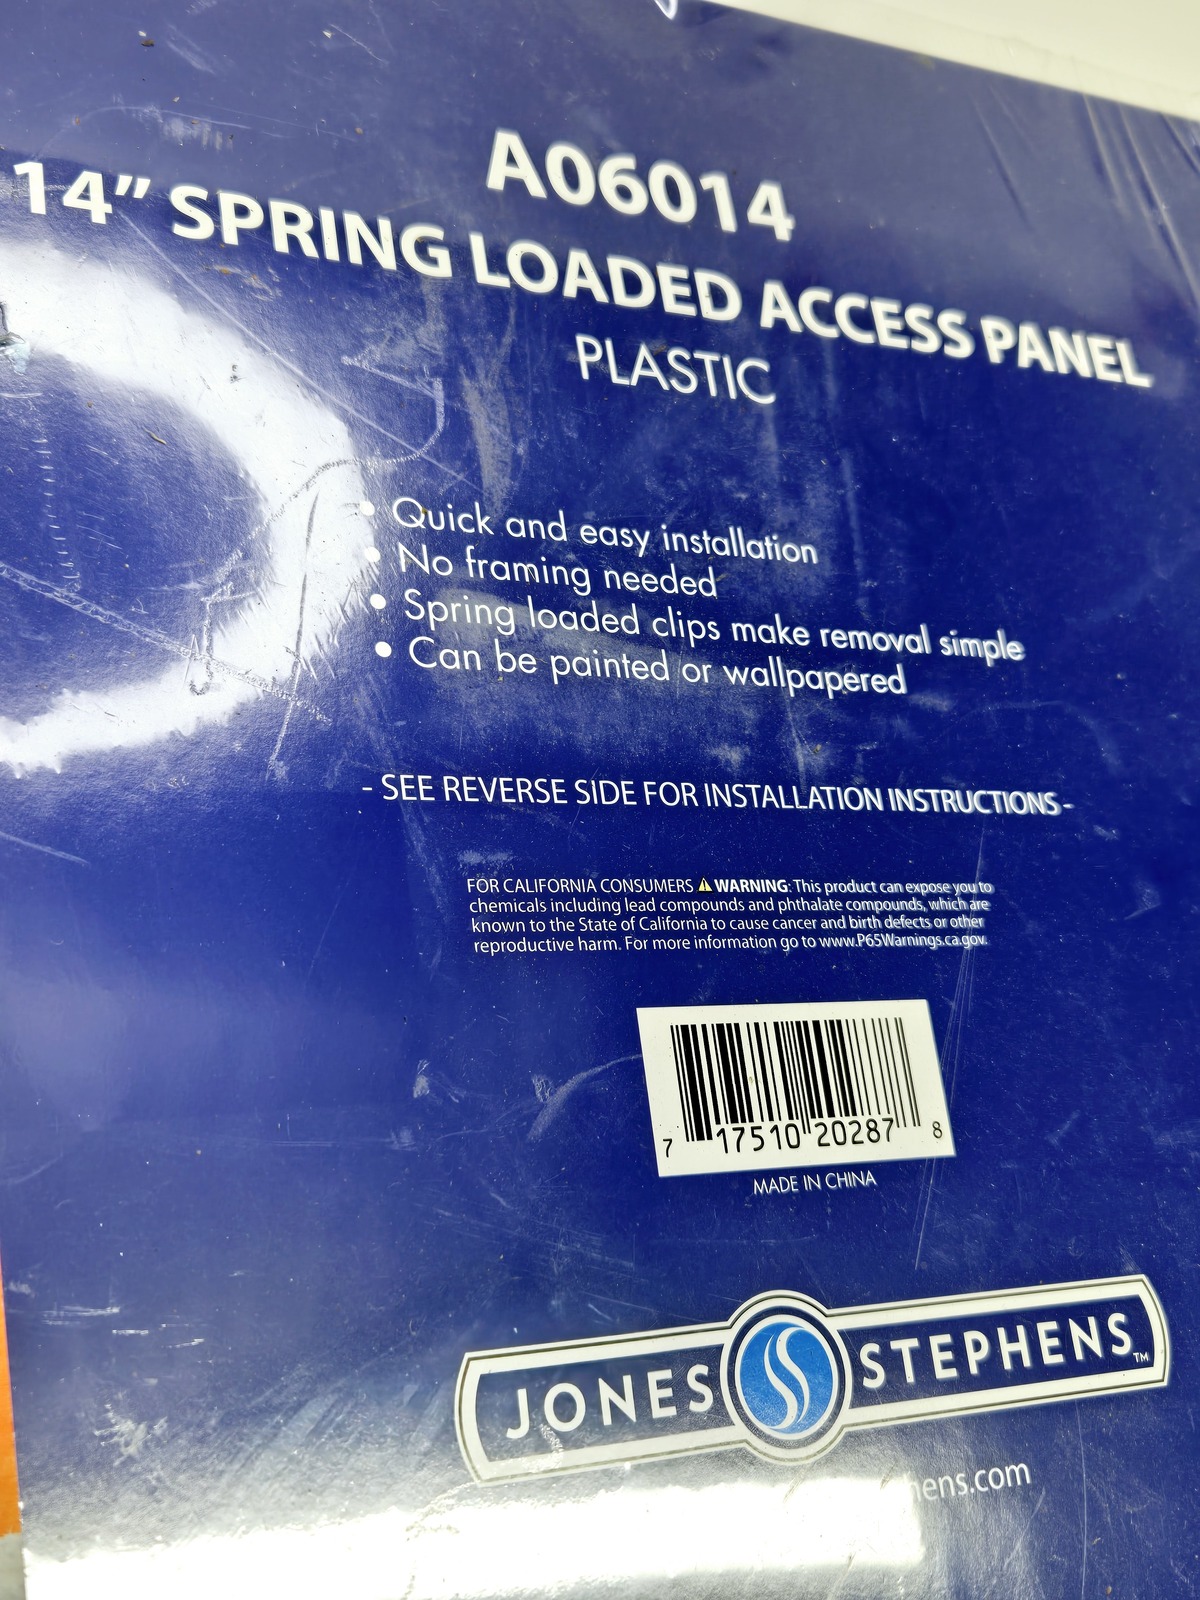 A06014
14” SPRING LOADED ACCESS PANEL
PLASTIC
• Quick and easy installation
• No framing needed
• Spring loaded clips make removal simple
• Can be painted or wallpapered
- SEE REVERSE SIDE FOR INSTALLATION INSTRUCTIONS -
FOR CALIFORNIA CONSUMERS ⚠ WARNING: This product can expose you to
chemicals including lead compounds and phthalate compounds, which are
known to the State of California to cause cancer and birth defects or other
reproductive harm. For more information go to www.P65Warnings.ca.gov.
7 17510 20287 8
MADE IN CHINA
JONES STEPHENS™